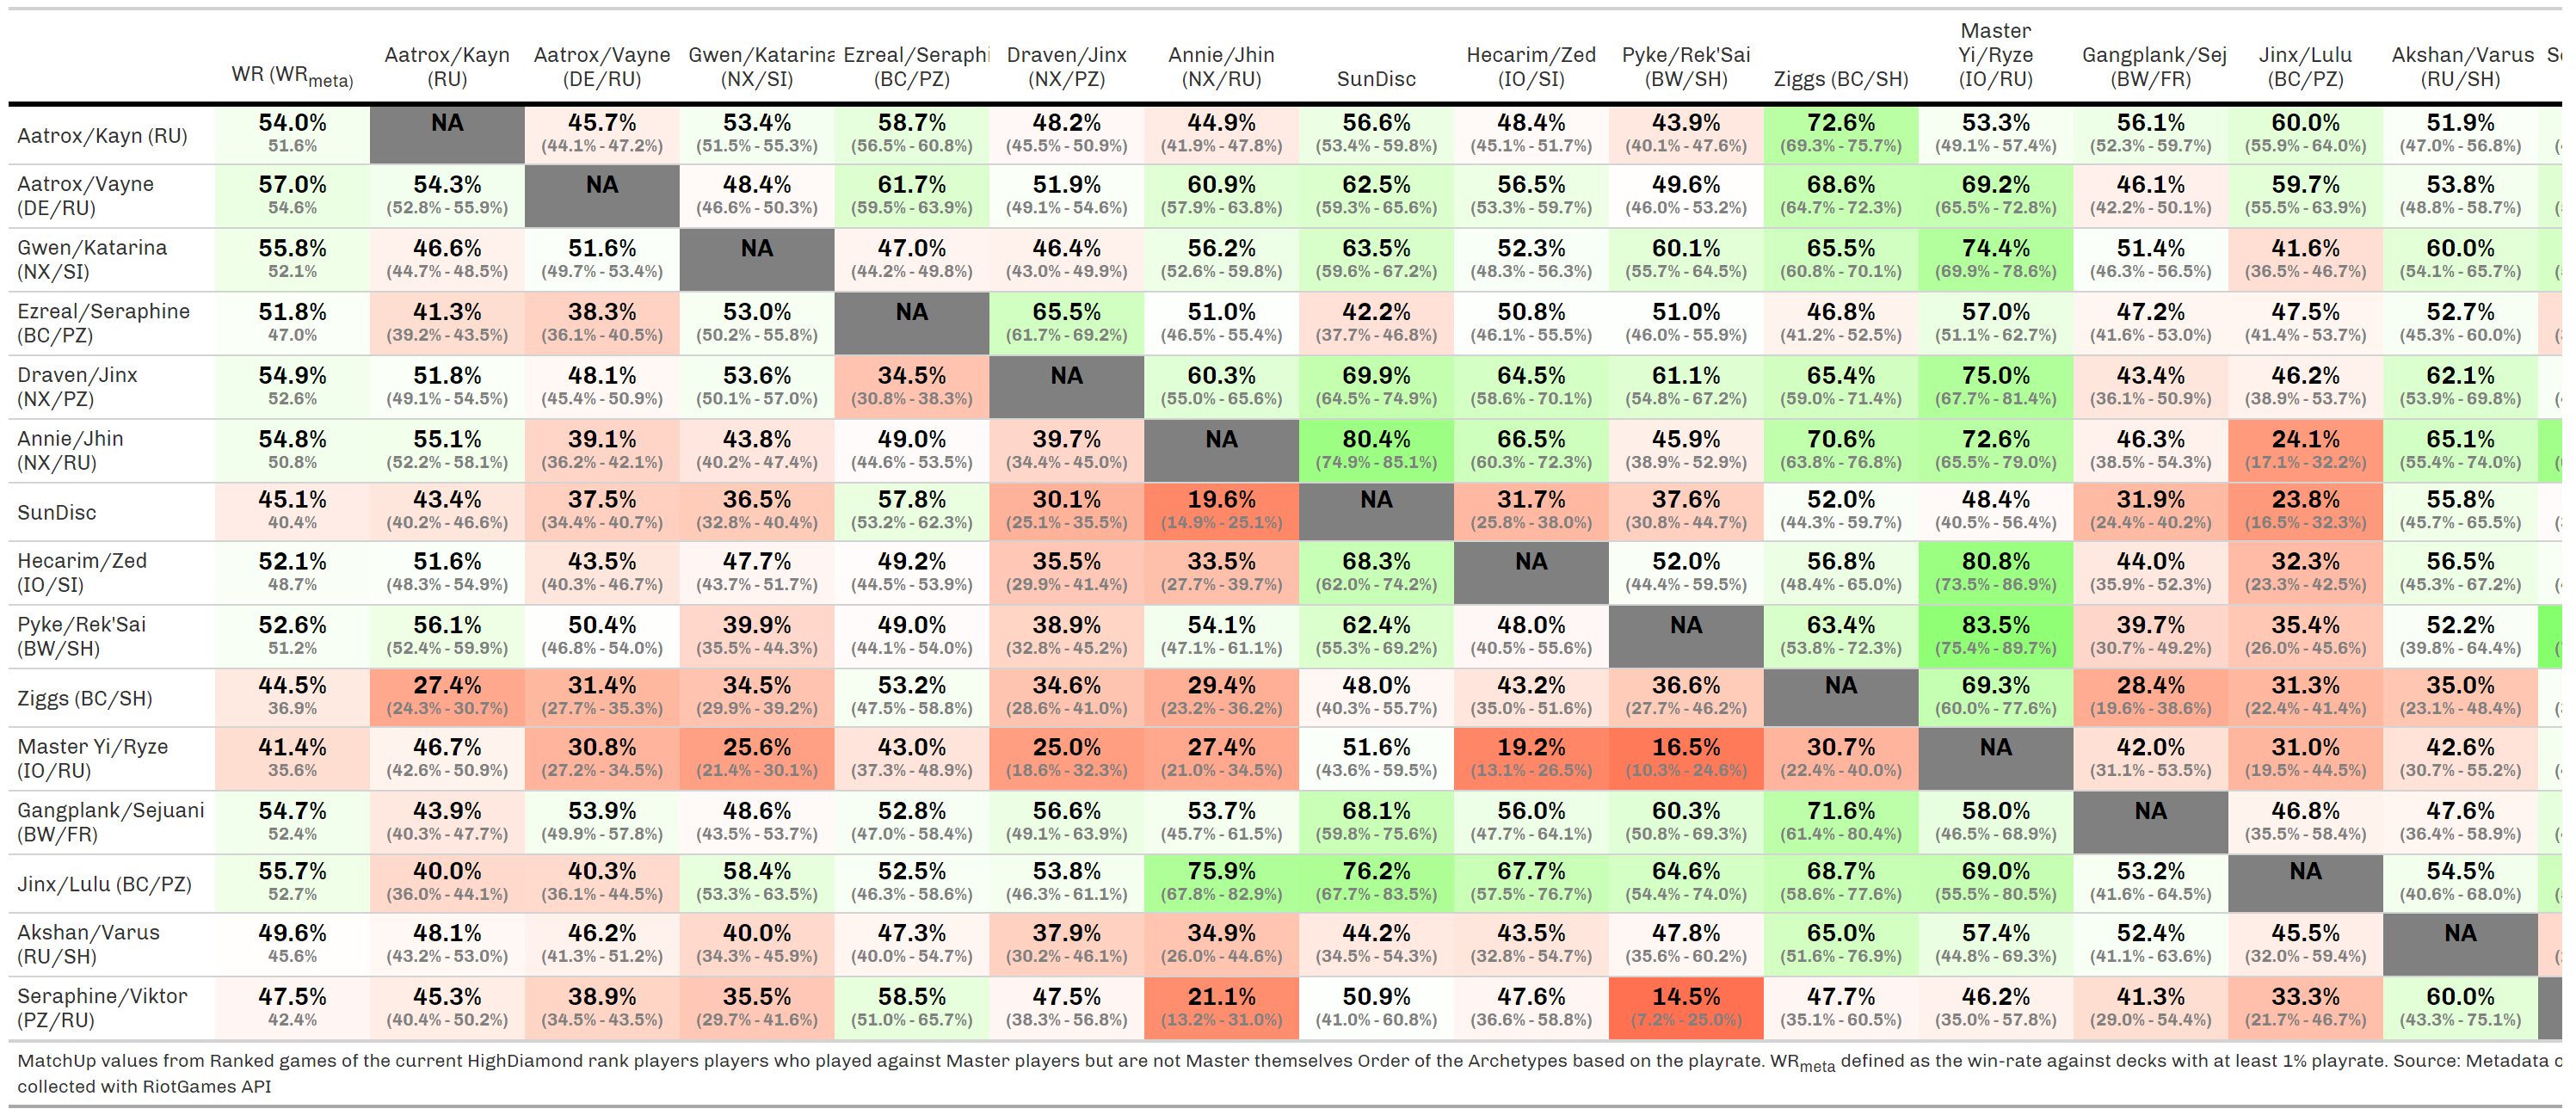 Master
Aatrox/Kayn Aatrox/Vayne Gwen/Katarina Ezreal/Seraphi Draven/Jinx Annie/Jhin Hecarim/Zed Pyke/Rek'Sai Yi/Ryze Gangplank/Sej Jinx/Lulu Akshan/Varus
WR (WRmeta) (RU) (DE/RU) (NX/SI) (BC/PZ) (NX/PZ) (NX/RU) SunDisc (IO/SI) (BW/SH) Ziggs (BC/SH) (IO/RU) (BW/FR) (BC/PZ) (RU/SH)
Aatrox/Kayn (RU) 54.0% NA 45.7% 53.4% 58.7% 48.2% 44.9% 56.6% 48.4% 43.9% 72.6% 53.3% 56.1% 60.0% 51.9%
51.6% (44.1% - 47.2%) (51.5% - 55.3%) (56.5% - 60.8%) (45.5% - 50.9%) (41.9% - 47.8%) (53.4% - 59.8%) (45.1% - 51.7%) (40.1% - 47.6%) (69.3% - 75.7%) (49.1% - 57.4%) (52.3% - 59.7%) (55.9% - 64.0%) (47.0% - 56.8%)
Aatrox/Vayne 57.0% 54.3% NA 48.4% 61.7% 51.9% 60.9% 62.5% 56.5% 49.6% 68.6% 69.2% 46.1% 59.7% 53.8%
(DE/RU) 54.6% (52.8% - 55.9%) (46.6% - 50.3%) (59.5% - 63.9%) (49.1% - 54.6%) (57.9% - 63.8%) (59.3% - 65.6%) (53.3% - 59.7%) (46.0% - 53.2%) (64.7% - 72.3%) (65.5% - 72.8%) (42.2% - 50.1%) (55.5% - 63.9%) (48.8% - 58.7%)
Gwen/Katarina 55.8% 46.6% 51.6% NA 47.0% 46.4% 56.2% 63.5% 52.3% 60.1% 65.5% 74.4% 51.4% 41.6% 60.0%
(NX/SI) 52.1% (44.7% - 48.5%) (49.7% - 53.4%) (44.2% - 49.8%) (43.0% - 49.9%) (52.6% - 59.8%) (59.6% - 67.2%) (48.3% - 56.3%) (55.7% - 64.5%) (60.8% - 70.1%) (69.9% - 78.6%) (46.3% - 56.5%) (36.5% - 46.7%) (54.1% - 65.7%)
Ezreal/Seraphine 51.8% 41.3% 38.3% 53.0% NA 65.5% 51.0% 42.2% 50.8% 51.0% 46.8% 57.0% 47.2% 47.5% 52.7%
(BC/PZ) 47.0% (39.2% - 43.5%) (36.1% - 40.5%) (50.2% - 55.8%) (61.7% - 69.2%) (46.5% - 55.4%) (37.7% - 46.8%) (46.1% - 55.5%) (46.0% - 55.9%) (41.2% - 52.5%) (51.1% - 62.7%) (41.6% - 53.0%) (41.4% - 53.7%) (45.3% - 60.0%)
Draven/Jinx 54.9% 51.8% 48.1% 53.6% 34.5% NA 60.3% 69.9% 64.5% 61.1% 65.4% 75.0% 43.4% 46.2% 62.1%
(NX/PZ) 52.6% (49.1% - 54.5%) (45.4% - 50.9%) (50.1% - 57.0%) (30.8% - 38.3%) (55.0% - 65.6%) (64.5% - 74.9%) (58.6% - 70.1%) (54.8% - 67.2%) (59.0% - 71.4%) (67.7% - 81.4%) (36.1% - 50.9%) (38.9% - 53.7%) (53.9% - 69.8%)
Annie/Jhin 54.8% 55.1% 39.1% 43.8% 49.0% 39.7% NA 80.4% 66.5% 45.9% 70.6% 72.6% 46.3% 24.1% 65.1%
(NX/RU) 50.8% (52.2% - 58.1%) (36.2% - 42.1%) (40.2% - 47.4%) (44.6% - 53.5%) (34.4% - 45.0%) (74.9% - 85.1%) (60.3% - 72.3%) (38.9% - 52.9%) (63.8% - 76.8%) (65.5% - 79.0%) (38.5% - 54.3%) (17.1% - 32.2%) (55.4% - 74.0%)
SunDisc 45.1% 43.4% 37.5% 36.5% 57.8% 30.1% 19.6% NA 31.7% 37.6% 52.0% 48.4% 31.9% 23.8% 55.8%
40.4% (40.2% - 46.6%) (34.4% - 40.7%) (32.8% - 40.4%) (53.2% - 62.3%) (25.1% - 35.5%) (14.9% - 25.1%) (25.8% - 38.0%) (30.8% - 44.7%) (44.3% - 59.7%) (40.5% - 56.4%) (24.4% - 40.2%) (16.5% - 32.3%) (45.7% - 65.5%)
Hecarim/Zed 52.1% 51.6% 43.5% 47.7% 49.2% 35.5% 33.5% 68.3% NA 52.0% 56.8% 80.8% 44.0% 32.3% 56.5%
(IO/SI) 48.7% (48.3% - 54.9%) (40.3% - 46.7%) (43.7% - 51.7%) (44.5% - 53.9%) (29.9% - 41.4%) (27.7% - 39.7%) (62.0% - 74.2%) (44.4% - 59.5%) (48.4% - 65.0%) (73.5% - 86.9%) (35.9% - 52.3%) (23.3% - 42.5%) (45.3% - 67.2%)
Pyke/Rek'Sai 52.6% 56.1% 50.4% 39.9% 49.0% 38.9% 54.1% 62.4% 48.0% NA 63.4% 83.5% 39.7% 35.4% 52.2%
(BW/SH) 51.2% (52.4% - 59.9%) (46.8% - 54.0%) (35.5% - 44.3%) (44.1% - 54.0%) (32.8% - 45.2%) (47.1% - 61.1%) (55.3% - 69.2%) (40.5% - 55.6%) (53.8% - 72.3%) (75.4% - 89.7%) (30.7% - 49.2%) (26.0% - 45.6%) (39.8% - 64.4%)
Ziggs (BC/SH) 44.5% 27.4% 31.4% 34.5% 53.2% 34.6% 29.4% 48.0% 43.2% 36.6% NA 69.3% 28.4% 31.3% 35.0%
36.9% (24.3% - 30.7%) (27.7% - 35.3%) (29.9% - 39.2%) (47.5% - 58.8%) (28.6% - 41.0%) (23.2% - 36.2%) (40.3% - 55.7%) (35.0% - 51.6%) (27.7% - 46.2%) (60.0% - 77.6%) (19.6% - 38.6%) (22.4% - 41.4%) (23.1% - 48.4%)
Master Yi/Ryze 41.4% 46.7% 30.8% 25.6% 43.0% 25.0% 27.4% 51.6% 19.2% 16.5% 30.7% NA 42.0% 31.0% 42.6%
(IO/RU) 35.6% (42.6% - 50.9%) (27.2% - 34.5%) (21.4% - 30.1%) (37.3% - 48.9%) (18.6% - 32.3%) (21.0% - 34.5%) (43.6% - 59.5%) (13.1% - 26.5%) (10.3% - 24.6%) (22.4% - 40.0%) (31.1% - 53.5%) (19.5% - 44.5%) (30.7% - 55.2%)
Gangplank/Sejuani 54.7% 43.9% 53.9% 48.6% 52.8% 56.6% 53.7% 68.1% 56.0% 60.3% 71.6% 58.0% NA 46.8% 47.6%
(BW/FR) 52.4% (40.3% - 47.7%) (49.9% - 57.8%) (43.5% - 53.7%) (47.0% - 58.4%) (49.1% - 63.9%) (45.7% - 61.5%) (59.8% - 75.6%) (47.7% - 64.1%) (50.8% - 69.3%) (61.4% - 80.4%) (46.5% - 68.9%) (35.5% - 58.4%) (36.4% - 58.9%)
Jinx/Lulu (BC/PZ) 55.7% 40.0% 40.3% 58.4% 52.5% 53.8% 75.9% 76.2% 67.7% 64.6% 68.7% 69.0% 53.2% NA 54.5%
52.7% (36.0% - 44.1%) (36.1% - 44.5%) (53.3% - 63.5%) (46.3% - 58.6%) (46.3% - 61.1%) (67.8% - 82.9%) (67.7% - 83.5%) (57.5% - 76.7%) (54.4% - 74.0%) (58.6% - 77.6%) (55.5% - 80.5%) (41.6% - 64.5%) (40.6% - 68.0%)
Akshan/Varus 49.6% 48.1% 46.2% 40.0% 47.3% 37.9% 34.9% 44.2% 43.5% 47.8% 65.0% 57.4% 52.4% 45.5% NA
(RU/SH) 45.6% (43.2% - 53.0%) (41.3% - 51.2%) (34.3% - 45.9%) (40.0% - 54.7%) (30.2% - 46.1%) (26.0% - 44.6%) (34.5% - 54.3%) (32.8% - 54.7%) (35.6% - 60.2%) (51.6% - 76.9%) (44.8% - 69.3%) (41.1% - 63.6%) (32.0% - 59.4%)
Seraphine/Viktor 47.5% 45.3% 38.9% 35.5% 58.5% 47.5% 21.1% 50.9% 47.6% 14.5% 47.7% 46.2% 41.3% 33.3% 60.0%
(PZ/RU) 42.4% (40.4% - 50.2%) (34.5% - 43.5%) (29.7% - 41.6%) (51.0% - 65.7%) (38.3% - 56.8%) (13.2% - 31.0%) (41.0% - 60.8%) (36.6% - 58.8%) (7.2% - 25.0%) (35.1% - 60.5%) (35.0% - 57.8%) (29.0% - 54.4%) (21.7% - 46.7%) (43.3% - 75.1%)
MatchUp values from Ranked games of the current HighDiamond rank players players who played against Master players but are not Master themselves Order of the Archetypes based on the playrate. WRmeta defined as the win-rate against decks with at least 1% playrate. Source: Metadata
collected with RiotGames API